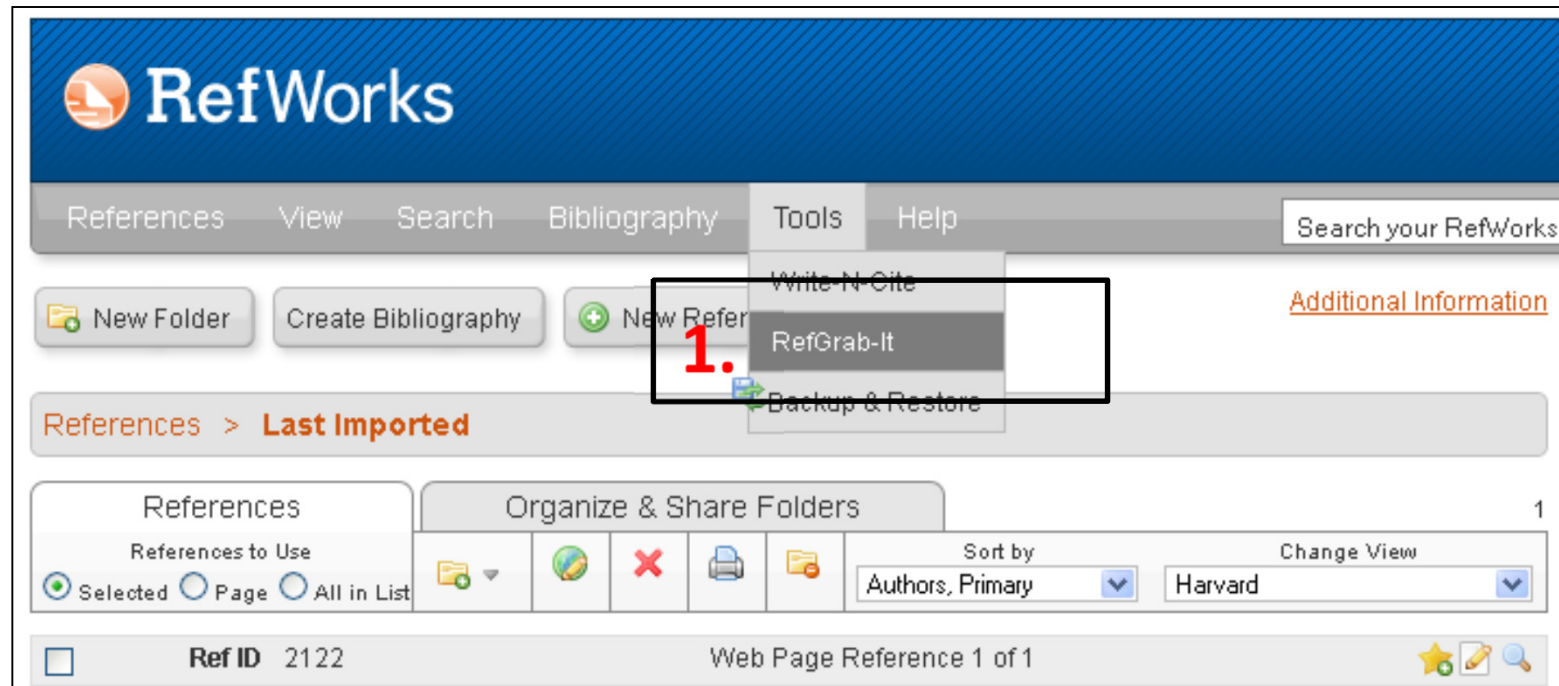 RefWorks
References View Search Bibliography Tools Help Search your RefWorks
Write-N-Cite
Additional Information
New Folder Create Bibliography New Refer
1. RefGrab-It
Backup & Restore
References > Last Imported
References Organize & Share Folders 1
References to Use Sort by Change View
Selected Page All in List Authors, Primary Harvard
Ref ID 2122 Web Page Reference 1 of 1